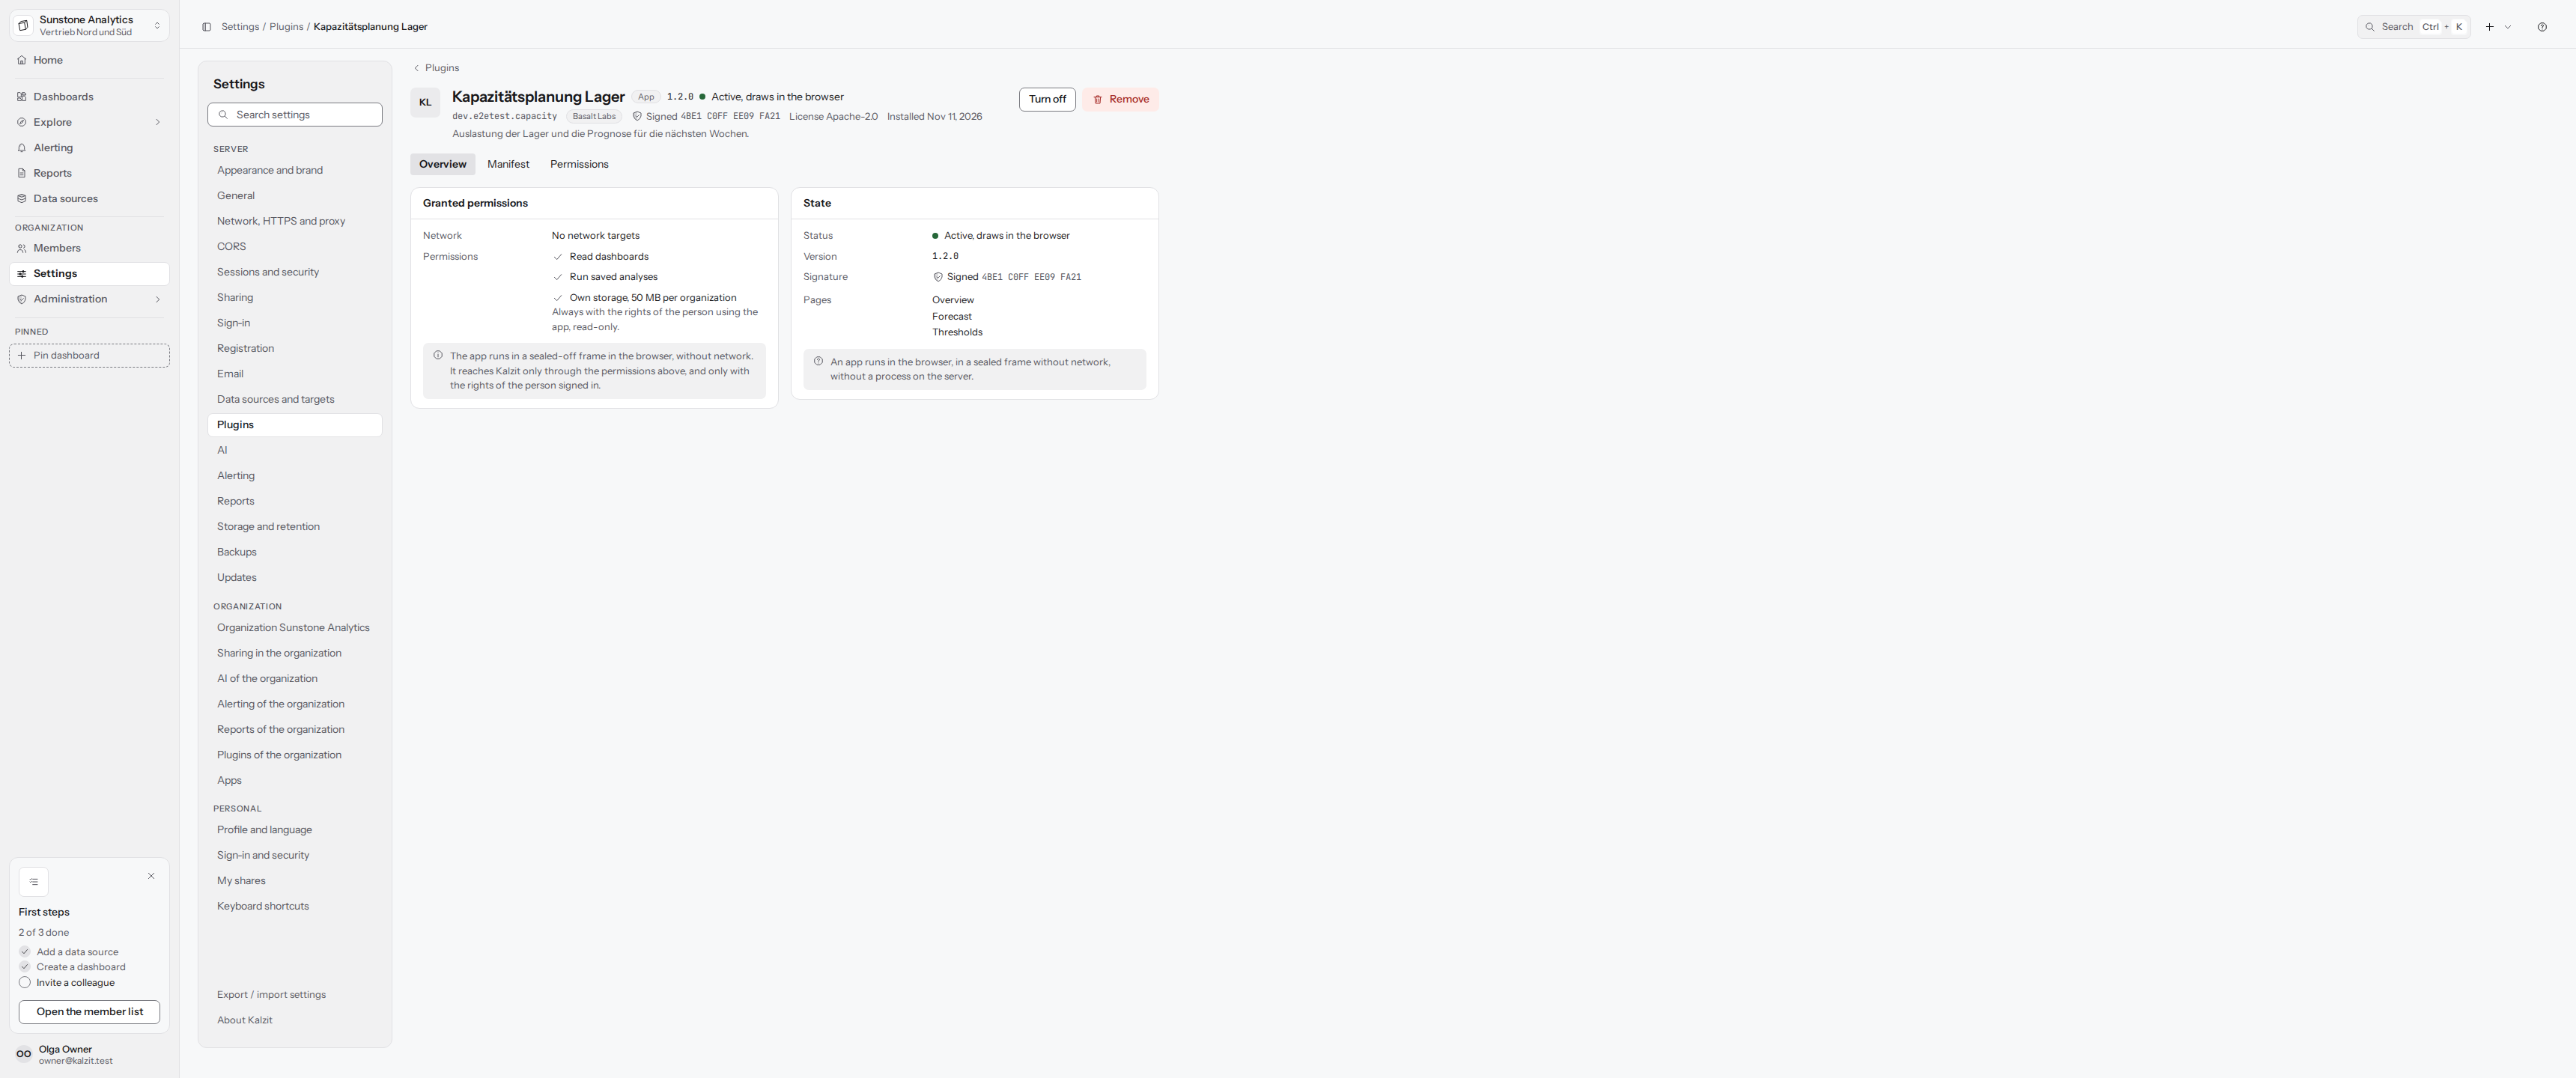 Sunstone Analytics
Vertrieb Nord und Süd
Home
Dashboards
Explore
Alerting
Reports
Data sources
ORGANIZATION
Members
Settings
Administration
PINNED
Pin dashboard
First steps
2 of 3 done
Add a data source
Create a dashboard
Invite a colleague
Open the member list
OO
Olga Owner
owner@kalzit.test
Settings / Plugins / Kapazitätsplanung Lager
Search Ctrl + K
Settings
Search settings
SERVER
Appearance and brand
General
Network, HTTPS and proxy
CORS
Sessions and security
Sharing
Sign-in
Registration
Email
Data sources and targets
Plugins
AI
Alerting
Reports
Storage and retention
Backups
Updates
ORGANIZATION
Organization Sunstone Analytics
Sharing in the organization
AI of the organization
Alerting of the organization
Reports of the organization
Plugins of the organization
Apps
PERSONAL
Profile and language
Sign-in and security
My shares
Keyboard shortcuts
Export / import settings
About Kalzit
Plugins
KL
Kapazitätsplanung Lager App 1.2.0 Active, draws in the browser
dev.e2etest.capacity Basalt Labs Signed 4BE1 C0FF EE09 FA21 License Apache-2.0 Installed Nov 11, 2026
Auslastung der Lager und die Prognose für die nächsten Wochen.
Turn off
Remove
Overview Manifest Permissions
Granted permissions
Network No network targets
Permissions Read dashboards
Run saved analyses
Own storage, 50 MB per organization
Always with the rights of the person using the
app, read-only.
The app runs in a sealed-off frame in the browser, without network.
It reaches Kalzit only through the permissions above, and only with
the rights of the person signed in.
State
Status Active, draws in the browser
Version 1.2.0
Signature Signed 4BE1 C0FF EE09 FA21
Pages Overview
Forecast
Thresholds
An app runs in the browser, in a sealed frame without network,
without a process on the server.